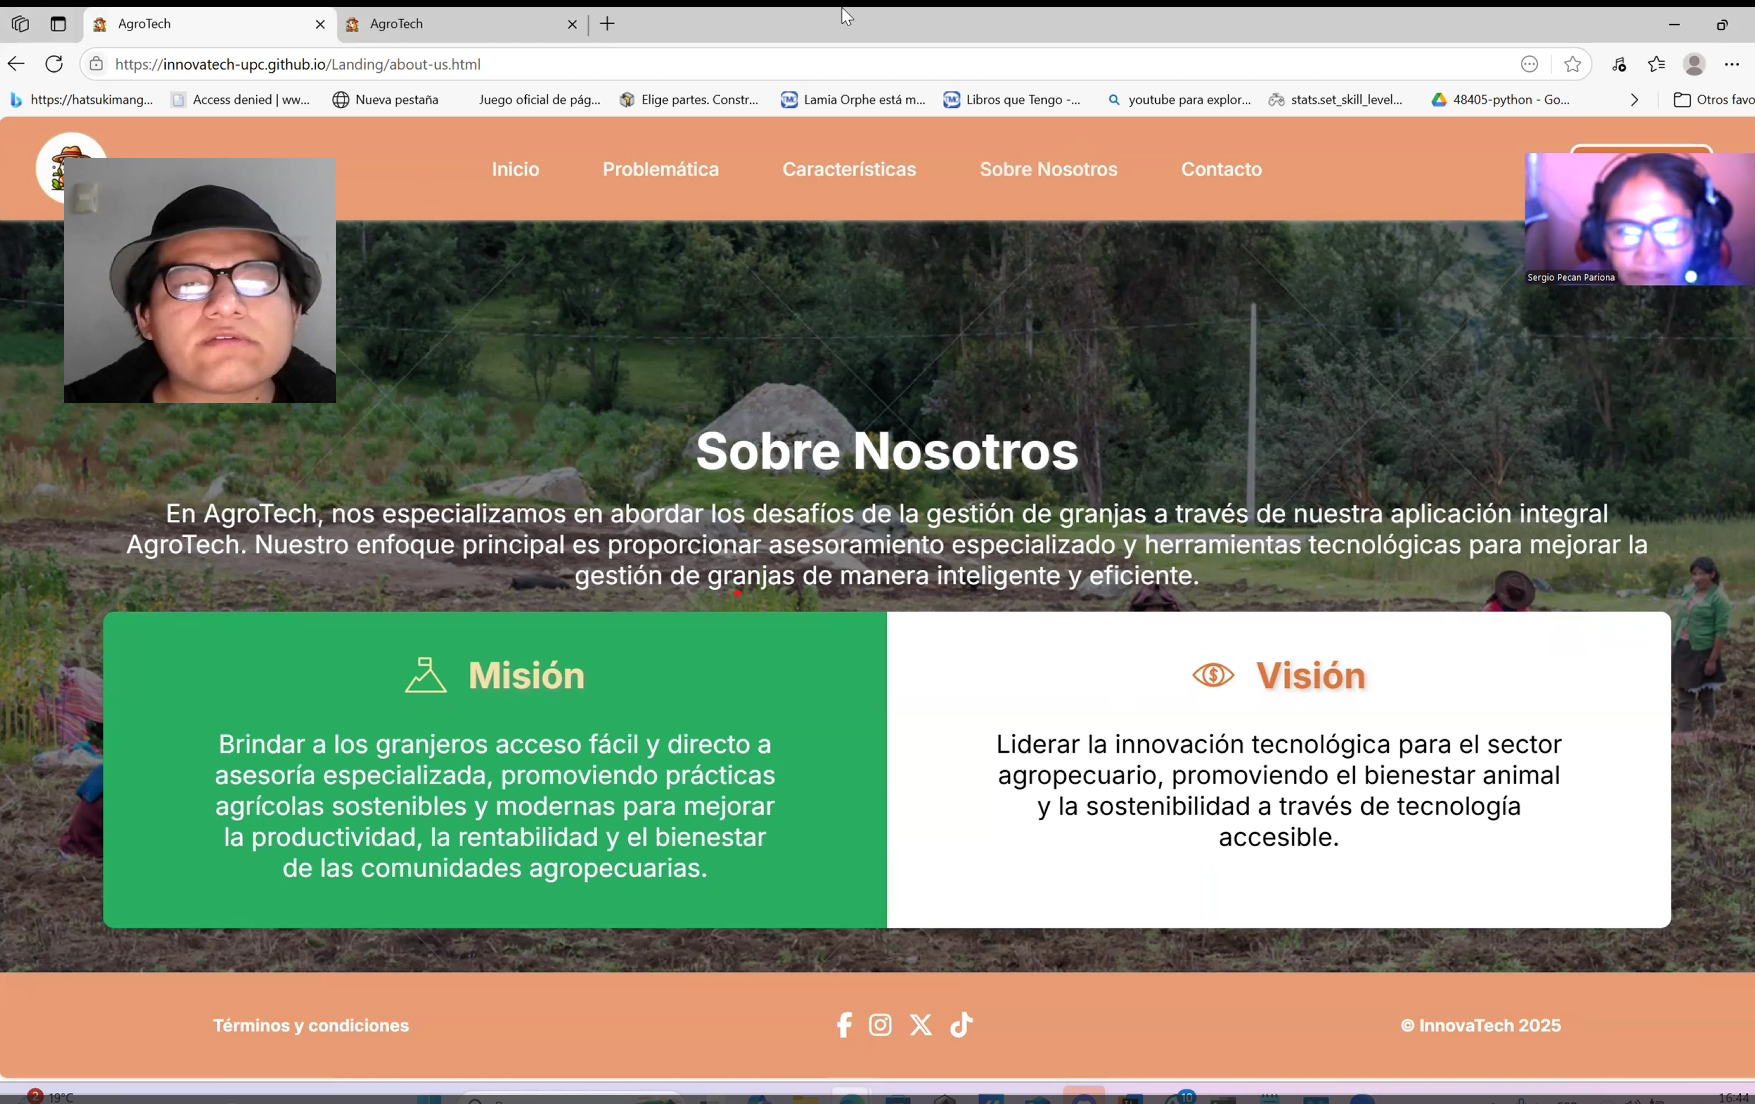 AgroTech
AgroTech
https://innovatech-upc.github.io/Landing/about-us.html
https://hatsukimang...
Access denied | ww...
Nueva pestaña
Juego oficial de pág...
Elige partes. Constr...
Lamia Orphe está m...
Libros que Tengo -...
youtube para explor...
stats.set_skill_level...
48405-python - Go...
Otros favo
Inicio
Problemática
Características
Sobre Nosotros
Contacto
Sergio Pecan Pariona
Sobre Nosotros
En AgroTech, nos especializamos en abordar los desafíos de la gestión de granjas a través de nuestra aplicación integral
AgroTech. Nuestro enfoque principal es proporcionar asesoramiento especializado y herramientas tecnológicas para mejorar la
gestión de granjas de manera inteligente y eficiente.
Misión
Brindar a los granjeros acceso fácil y directo a
asesoría especializada, promoviendo prácticas
agrícolas sostenibles y modernas para mejorar
la productividad, la rentabilidad y el bienestar
de las comunidades agropecuarias.
Visión
Liderar la innovación tecnológica para el sector
agropecuario, promoviendo el bienestar animal
y la sostenibilidad a través de tecnología
accesible.
Términos y condiciones
© InnovaTech 2025
2
19°C
10
16:44